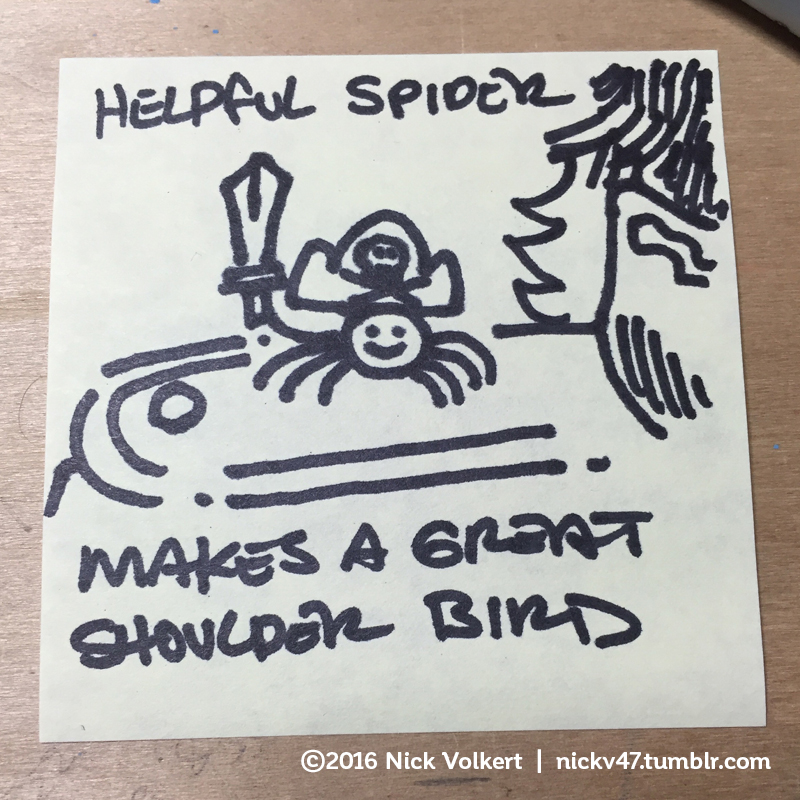 HELPFUL SPIDER
MAKES A GREAT
SHOULDER BIRD
©2016 Nick Volkert | nickv47.tumblr.com